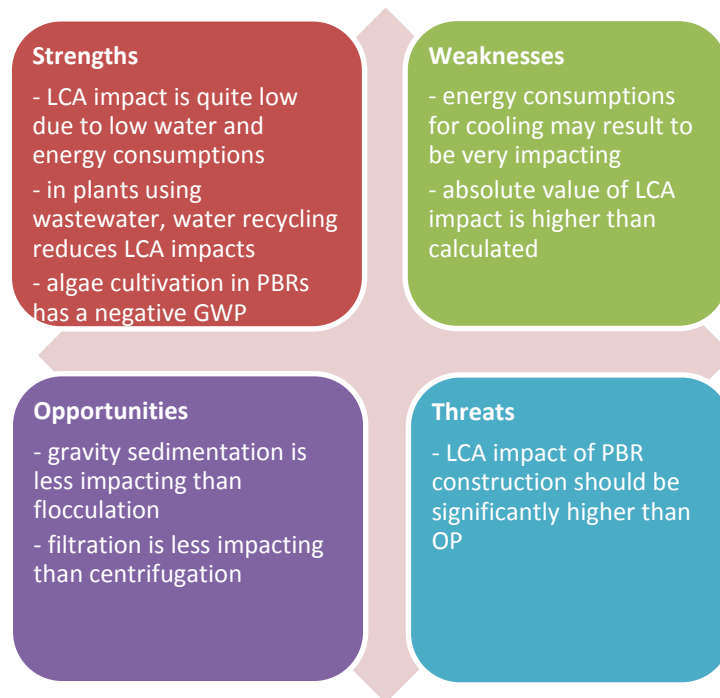 Strengths
- LCA impact is quite low
due to low water and
energy consumptions
- in plants using
wastewater, water recycling
reduces LCA impacts
- algae cultivation in PBRs
has a negative GWP
Weaknesses
- energy consumptions
for cooling may result to
be very impacting
- absolute value of LCA
impact is higher than
calculated
Opportunities
- gravity sedimentation is
less impacting than
flocculation
- filtration is less impacting
than centrifugation
Threats
- LCA impact of PBR
construction should be
significantly higher than
OP